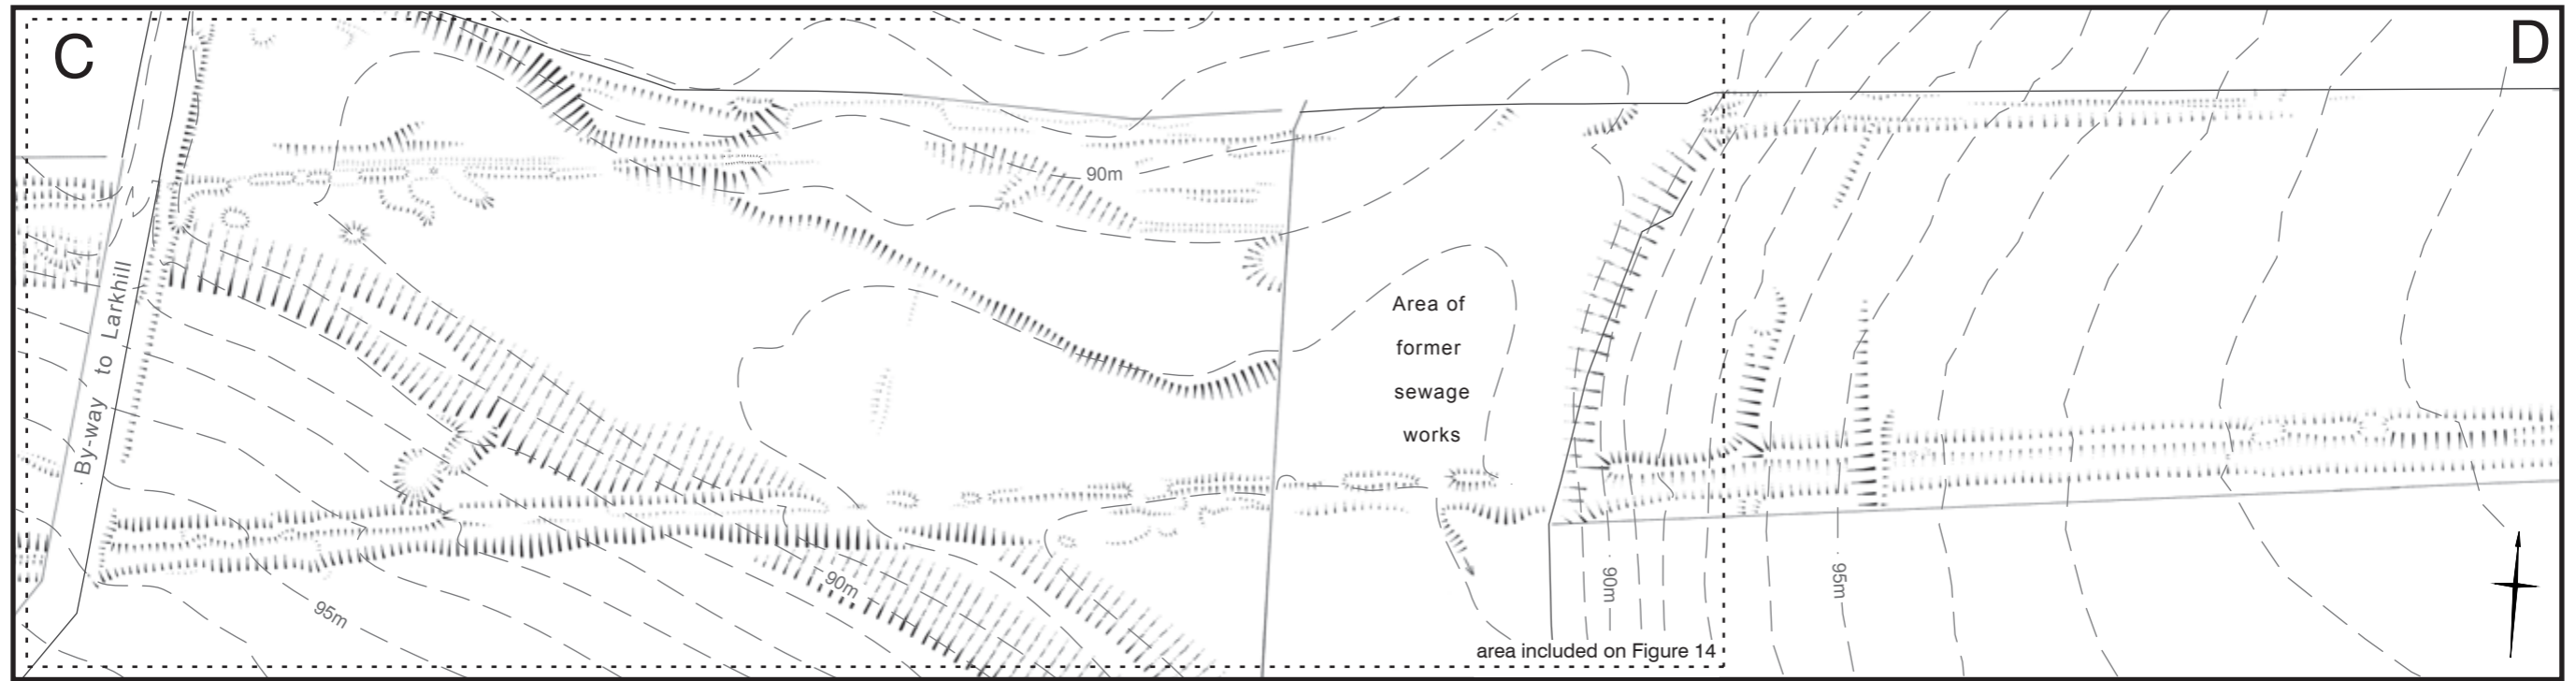 C
D
90m
By-way to Larkhill
Area of
former
sewage
works
90m
90m
95m
95m
area included on Figure 14